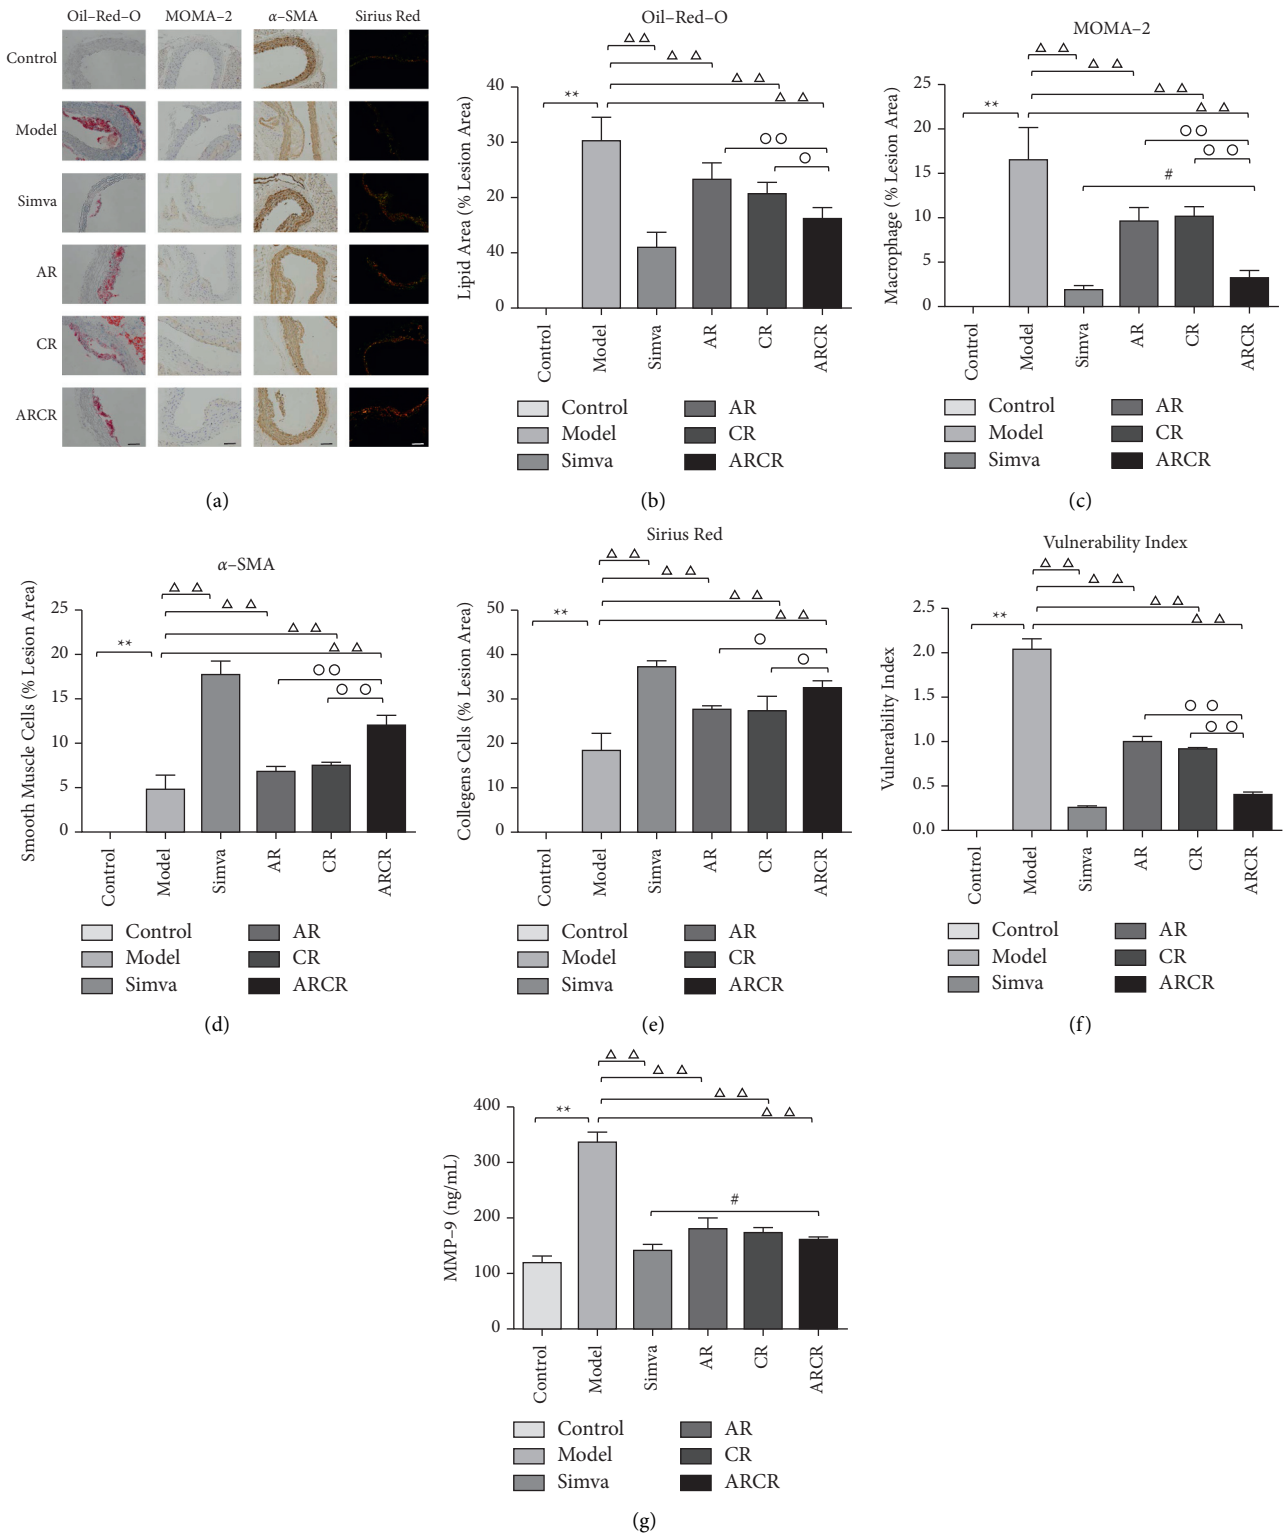 Oil–Red–O MOMA–2 α–SMA Sirius Red
Control
Model
Simva
AR
CR
ARCR
(a)
Oil–Red–O
△△
△ △
△ △
△ △
**
○○
○
Lipid Area (% Lesion Area)
40
30
20
40
0
Control Model Simva AR CR ARCR
Control AR
Model CR
Simva ARCR
(b)
MOMA–2
△ △
△ △
△ △
△ △
**
○○
○ ○
#
Macrophage (% Lesion Area)
25
20
15
10
5
0
Control Model Simva AR CR ARCR
Control AR
Model CR
Simva ARCR
(c)
α–SMA
△ △
△ △
△ △
△ △
**
○○
○ ○
Smooth Muscle Cells (% Lesion Area)
25
20
15
10
5
0
Control Model Simva AR CR ARCR
Control AR
Model CR
Simva ARCR
(d)
Sirius Red
△ △
△ △
△ △
△ △
**
○
○
Collegens Cells (% Lesion Area)
50
40
30
20
10
0
Control Model Simva AR CR ARCR
Control AR
Model CR
Simva ARCR
(e)
Vulnerability Index
△ △
△ △
△ △
△ △
**
○ ○
○ ○
Vulnerability Index
2.5
2.0
1.5
1.0
0.5
0.0
Control Model Simva AR CR ARCR
Control AR
Model CR
Simva ARCR
(f)
△ △
△ △
△ △
△ △
**
#
MMP–9 (ng/mL)
400
300
200
100
0
Control Model Simva AR CR ARCR
Control AR
Model CR
Simva ARCR
(g)